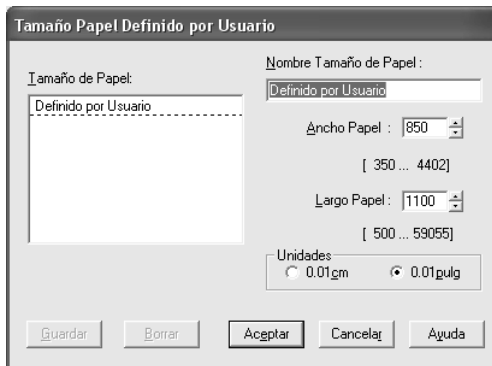 Tamaño Papel Definido por Usuario
Tamaño de Papel:
Definido por Usuario
Nombre Tamaño de Papel :
Definido por Usuario
Ancho Papel : 850
[ 350 ... 4402]
Largo Papel : 1100
[ 500 ... 59055]
Unidades
0.01cm 0.01pulg
Guardar Borrar Aceptar Cancelar Ayuda